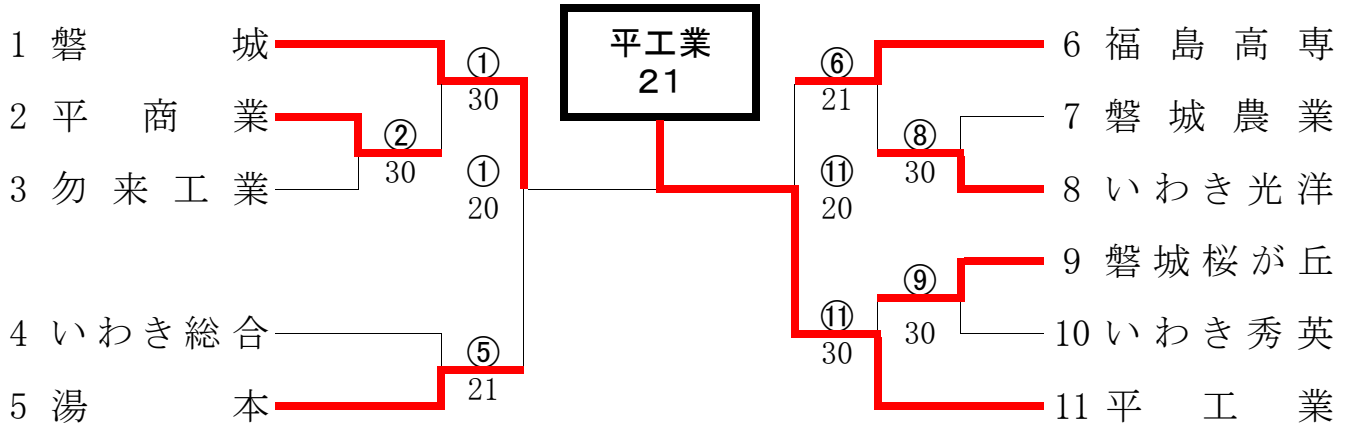 平工業
21
1 磐城
2 平商業
3 勿来工業
4 いわき総合
5 湯本
①
30
②
30
①
20
⑤
21
⑥
21
⑧
30
⑪
20
⑨
30
⑪
30
6 福島高専
7 磐城農業
8 いわき光洋
9 磐城桜が丘
10 いわき秀英
11 平工業